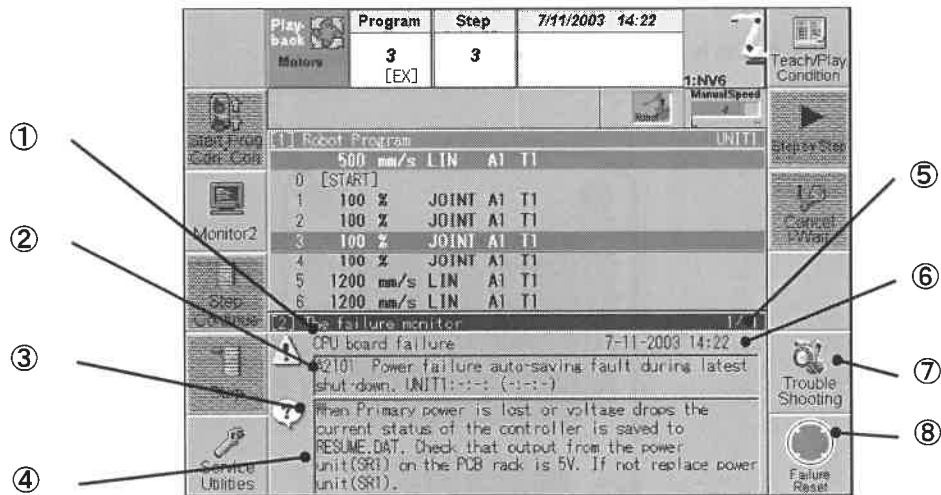 Play-
back
Motors
Program
3
[EX]
Step
3
7/11/2003 14:22
1:NV6
Teach/Play
Condition
Manual Speed
4
Robot
Start Prog
Con. Con
Step by Step
[1] Robot Program UNIT1
500 mm/s LIN A1 T1
0 [START]
1 100 % JOINT A1 T1
2 100 % JOINT A1 T1
3 100 % JOINT A1 T1
4 100 % JOINT A1 T1
5 1200 mm/s LIN A1 T1
6 1200 mm/s LIN A1 T1
Monitor2
Cancel
I-Wait
Step
Continue
[2] The failure monitor 1/1
CPU board failure 7-11-2003 14:22
A2101 Power failure auto-saving fault during latest
shut-down. UNIT1:-:-: (-:-:-)
When Primary power is lost or voltage drops the
current status of the controller is saved to
RESUME.DAT. Check that output from the power
unit(SR1) on the PCB rack is 5V. If not replace power
unit(SR1).
Service
Utilities
Trouble
Shooting
Failure
Reset
①
②
③
④
⑤
⑥
⑦
⑧